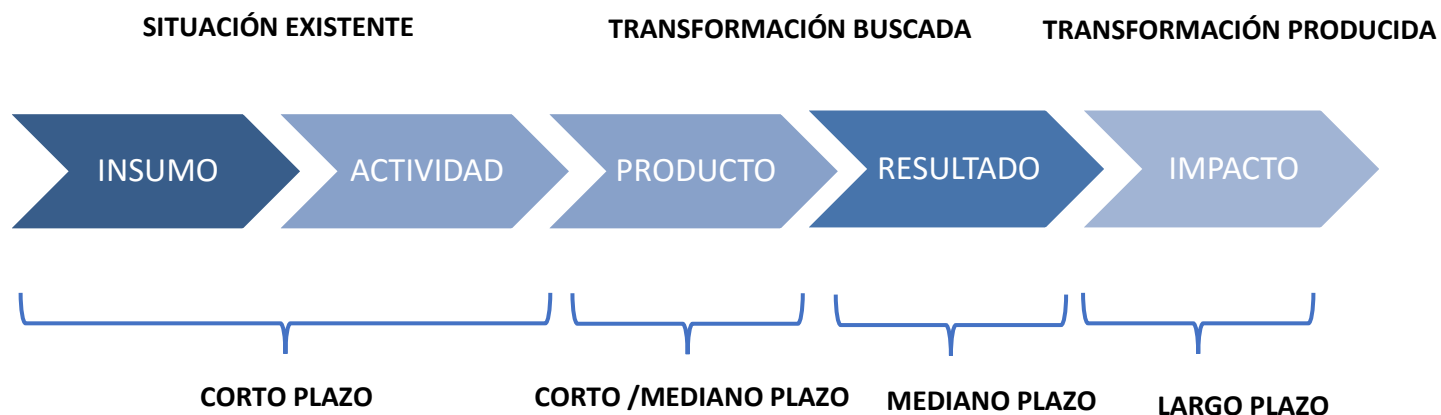 SITUACIÓN EXISTENTE
TRANSFORMACIÓN BUSCADA
TRANSFORMACIÓN PRODUCIDA
INSUMO
ACTIVIDAD
PRODUCTO
RESULTADO
IMPACTO
CORTO PLAZO
CORTO /MEDIANO PLAZO
MEDIANO PLAZO
LARGO PLAZO